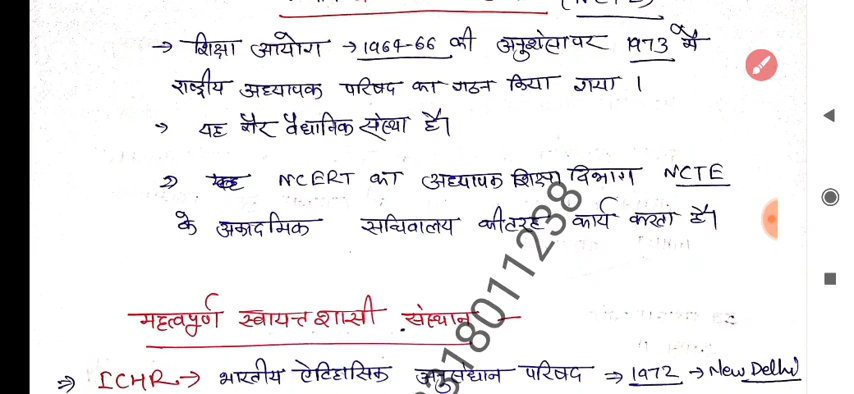 → शिक्षा आयोग → 1964-66 की अनुशंसा पर 1973 में
राष्ट्रीय अध्यापक परिषद का गठन किया गया ।
→ यह गैर वैधानिक संस्था है।
→ NCERT का अध्यापक शिक्षा विभाग NCTE
के अकादमिक सचिवालय की तरह कार्य करता है।
महत्वपूर्ण स्वायत्तशासी संस्थान –
⇒ ICHR → भारतीय ऐतिहासिक अनुसंधान परिषद ⇒ 1972 → New Delhi
318011238